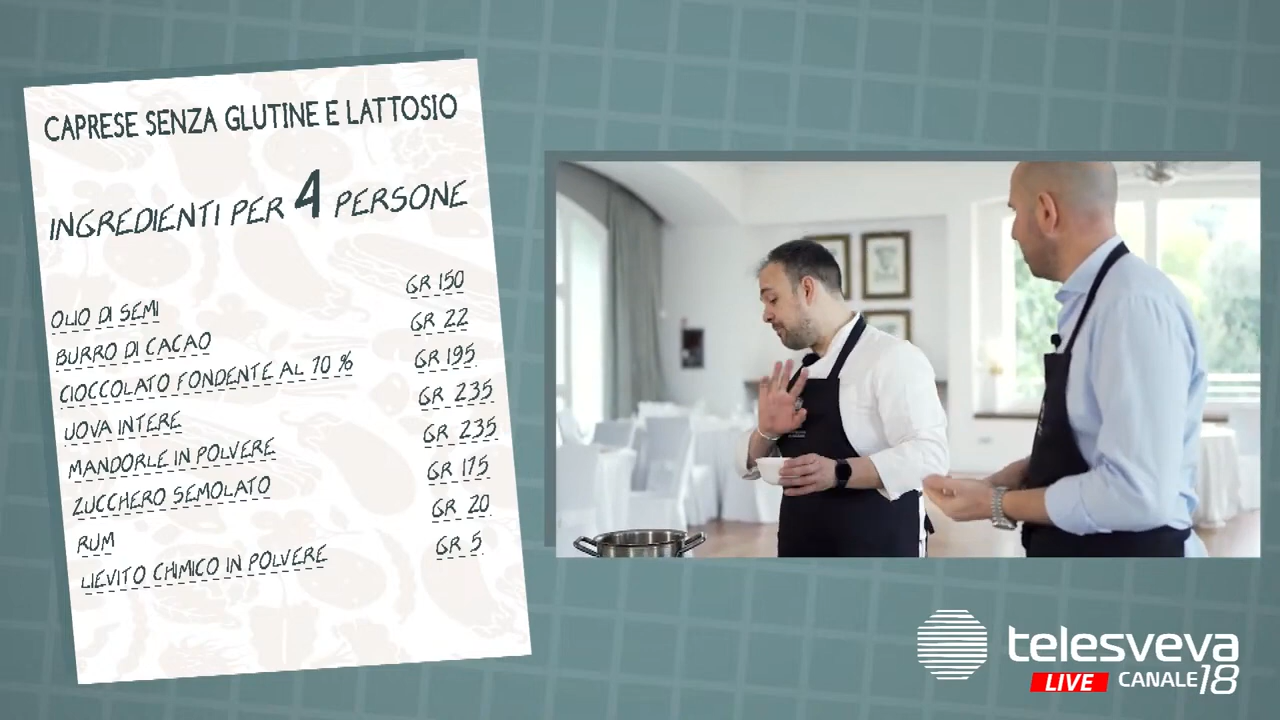 CAPRESE SENZA GLUTINE E LATTOSIO
INGREDIENTI PER 4 PERSONE
OLIO DI SEMI GR 150
BURRO DI CACAO GR 22
CIOCCOLATO FONDENTE AL 70 % GR 195
UOVA INTERE GR 235
MANDORLE IN POLVERE GR 235
ZUCCHERO SEMOLATO GR 175
RUM GR 20
LIEVITO CHIMICO IN POLVERE GR 5
telesveva
LIVE CANALE 18